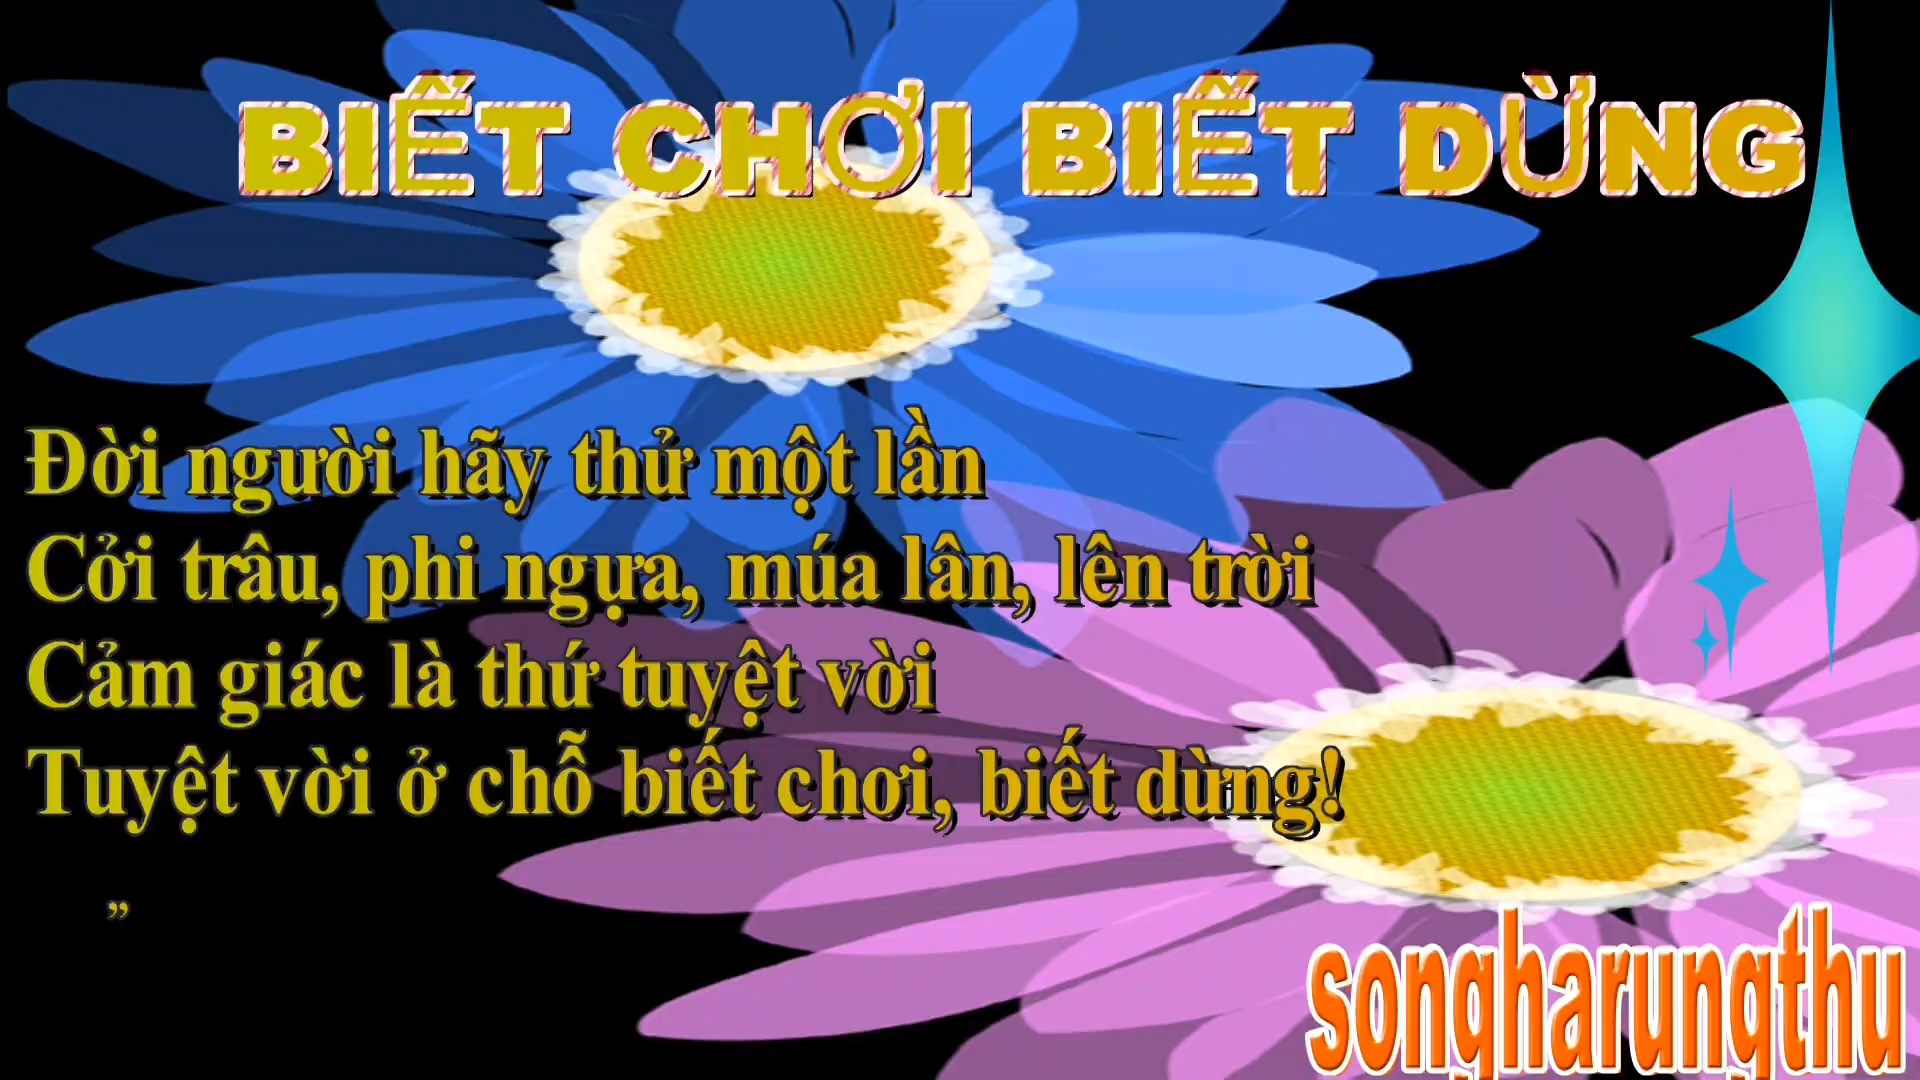 BIẾT CHƠI BIẾT DỪNG
Đời người hãy thử một lần
Cởi trâu, phi ngựa, múa lân, lên trời
Cảm giác là thứ tuyệt vời
Tuyệt vời ở chỗ biết chơi, biết dừng!
”
songharungthu